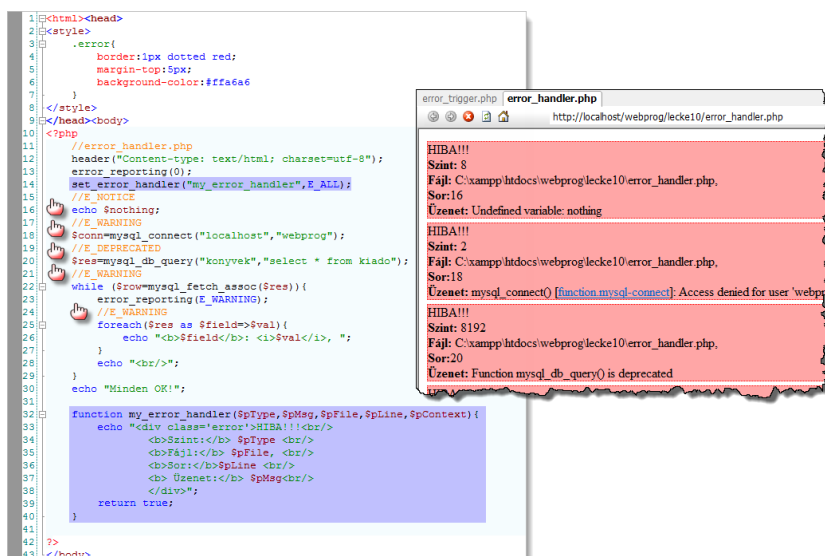 1 <html><head>
2 <style>
3 .error{
4 border:1px dotted red;
5 margin-top:5px;
6 background-color:#ffa6a6
7 }
8 </style>
9 </head><body>
10 <?php
11 //error_handler.php
12 header("Content-type: text/html; charset=utf-8");
13 error_reporting(0);
14 set_error_handler("my_error_handler",E_ALL);
15 //E_NOTICE
16 echo $nothing;
17 //E_WARNING
18 $conn=mysql_connect("localhost","webprog");
19 //E_DEPRECATED
20 $res=mysql_db_query("konyvek","select * from kiado");
21 //E_WARNING
22 while ($row=mysql_fetch_assoc($res)){
23 error_reporting(E_WARNING);
24 //E_WARNING
25 foreach($res as $field=>$val){
26 echo "<b>$field</b>: <i>$val</i>, ";
27 }
28 echo "<br/>";
29 }
30 echo "Minden OK!";
31
32 function my_error_handler($pType,$pMsg,$pFile,$pLine,$pContext){
33 echo "<div class='error'>HIBA!!!<br/>
34 <b>Szint:</b> $pType <br/>
35 <b>Fájl:</b> $pFile, <br/>
36 <b>Sor:</b>$pLine <br/>
37 <b> Üzenet:</b> $pMsg<br/>
38 </div>";
39 return true;
40 }
41
42 ?>
43 </body>
error_trigger.php error_handler.php
http://localhost/webprog/lecke10/error_handler.php
HIBA!!!
Szint: 8
Fájl: C:\xampp\htdocs\webprog\lecke10\error_handler.php,
Sor:16
Üzenet: Undefined variable: nothing
HIBA!!!
Szint: 2
Fájl: C:\xampp\htdocs\webprog\lecke10\error_handler.php,
Sor:18
Üzenet: mysql_connect() [function.mysql-connect]: Access denied for user 'webpr
HIBA!!!
Szint: 8192
Fájl: C:\xampp\htdocs\webprog\lecke10\error_handler.php,
Sor:20
Üzenet: Function mysql_db_query() is deprecated